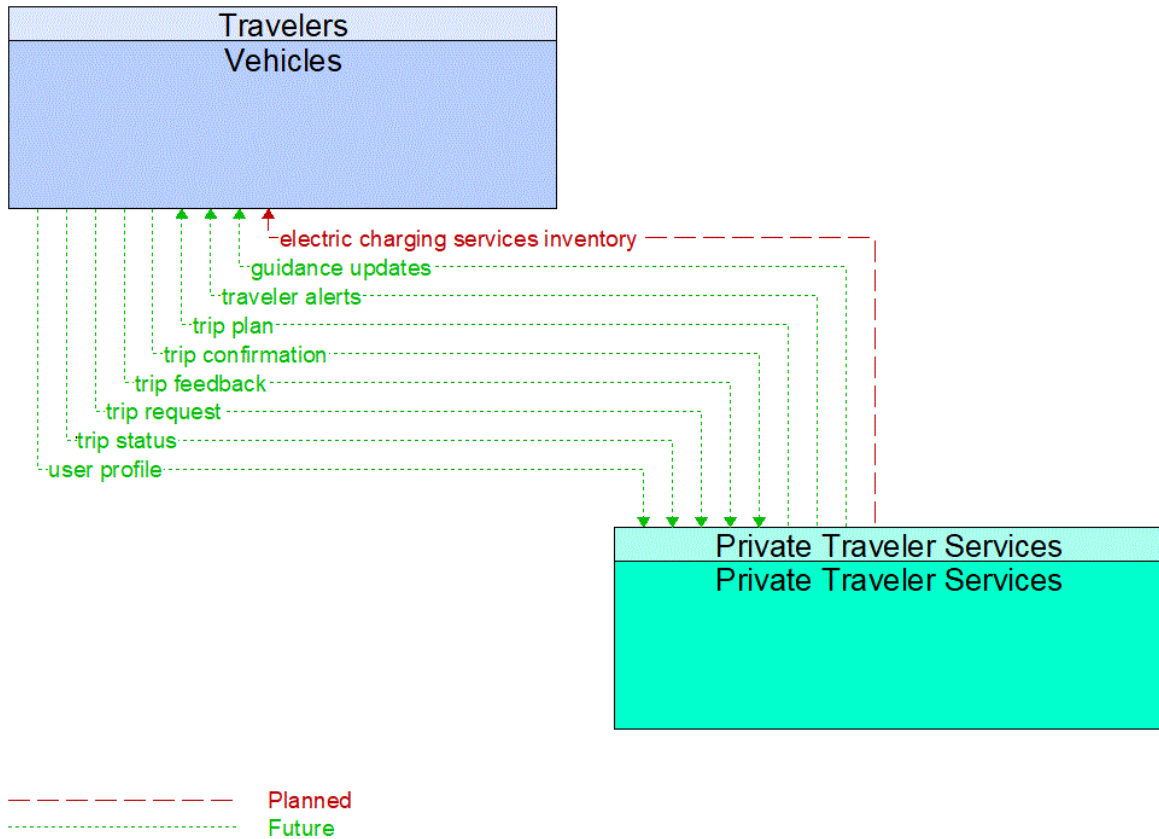 Travelers
Vehicles
electric charging services inventory
guidance updates
traveler alerts
trip plan
trip confirmation
trip feedback
trip request
trip status
user profile
Private Traveler Services
Private Traveler Services
Planned
Future